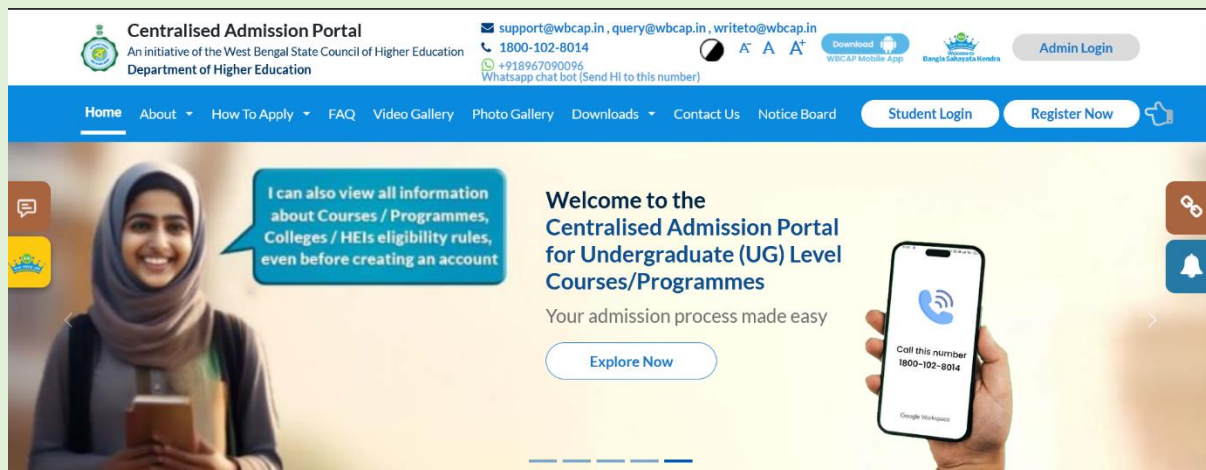 Centralised Admission Portal
An initiative of the West Bengal State Council of Higher Education
Department of Higher Education
support@wbcap.in , query@wbcap.in , writeto@wbcap.in
1800-102-8014
+918967090096
Whatsapp chat bot (Send Hi to this number)
A- A A+
Download
WBCAP Mobile App
Bangla Sahayata Kendra
Admin Login
Home About How To Apply FAQ Video Gallery Photo Gallery Downloads Contact Us Notice Board Student Login Register Now
I can also view all information
about Courses / Programmes,
Colleges / HEIs eligibility rules,
even before creating an account
Welcome to the
Centralised Admission Portal
for Undergraduate (UG) Level
Courses/Programmes
Your admission process made easy
Explore Now
Call this number
1800-102-8014
Google Workspace